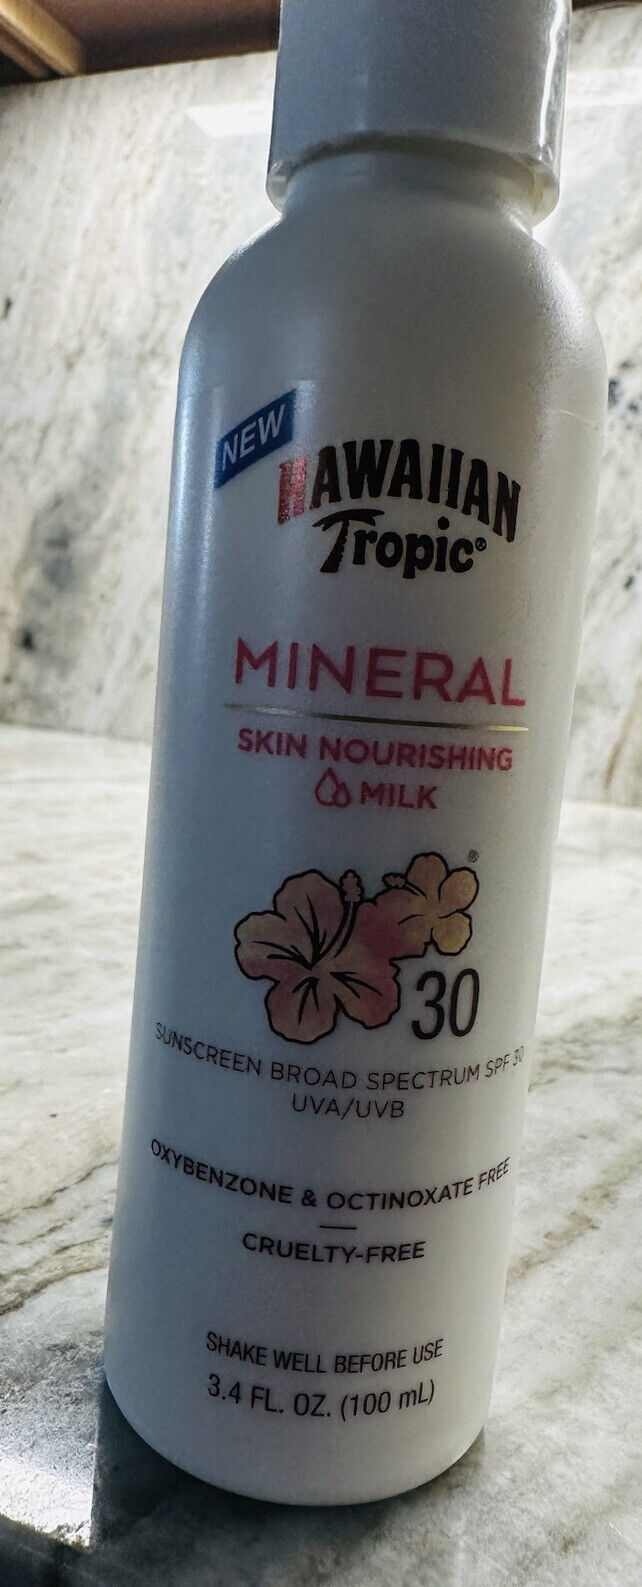 NEW
HAWAIIAN
Tropic®
MINERAL
SKIN NOURISHING
MILK
®
30
SUNSCREEN BROAD SPECTRUM SPF 30
UVA/UVB
OXYBENZONE & OCTINOXATE FREE
CRUELTY-FREE
SHAKE WELL BEFORE USE
3.4 FL. OZ. (100 mL)